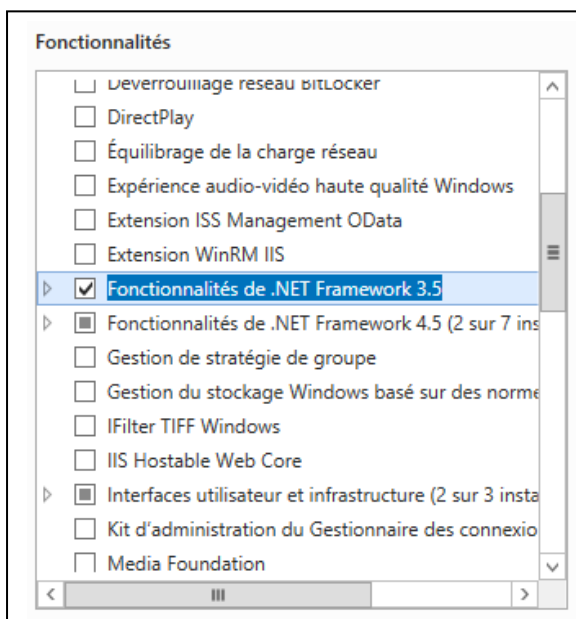 Fonctionnalités
Déverrouillage réseau BitLocker
DirectPlay
Équilibrage de la charge réseau
Expérience audio-vidéo haute qualité Windows
Extension ISS Management OData
Extension WinRM IIS
Fonctionnalités de .NET Framework 3.5
Fonctionnalités de .NET Framework 4.5 (2 sur 7 ins
Gestion de stratégie de groupe
Gestion du stockage Windows basé sur des norme
IFilter TIFF Windows
IIS Hostable Web Core
Interfaces utilisateur et infrastructure (2 sur 3 insta
Kit d'administration du Gestionnaire des connexio
Media Foundation